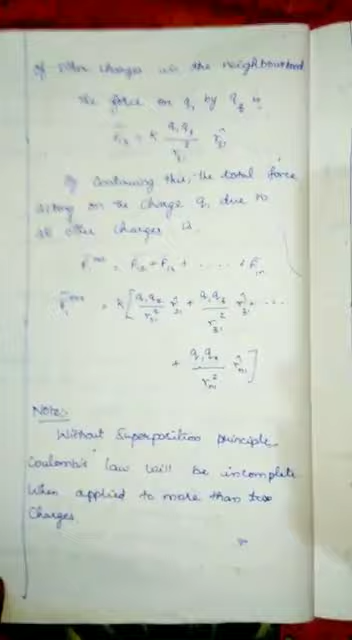 of other charges in the neighbourhood
the force on q₁ by q₃ is
F₁₃ = k q₁q₃/r₃₁² r̂₃₁
By continuing this, the total force
acting on the charge q₁ due to
all other charges is
F₁ᵗᵒᵗ = F₁₂ + F₁₃ + ...... + F₁ₙ
F₁ᵗᵒᵗ = k[q₁q₂/r₂₁² r̂₂₁ + q₁q₃/r₃₁² r̂₃₁ + ...
+ q₁qₙ/rₙ₁² r̂ₙ₁]
Note:-
Without Superposition principle
Coulomb's law will be incomplete
When applied to more than two
Charges.